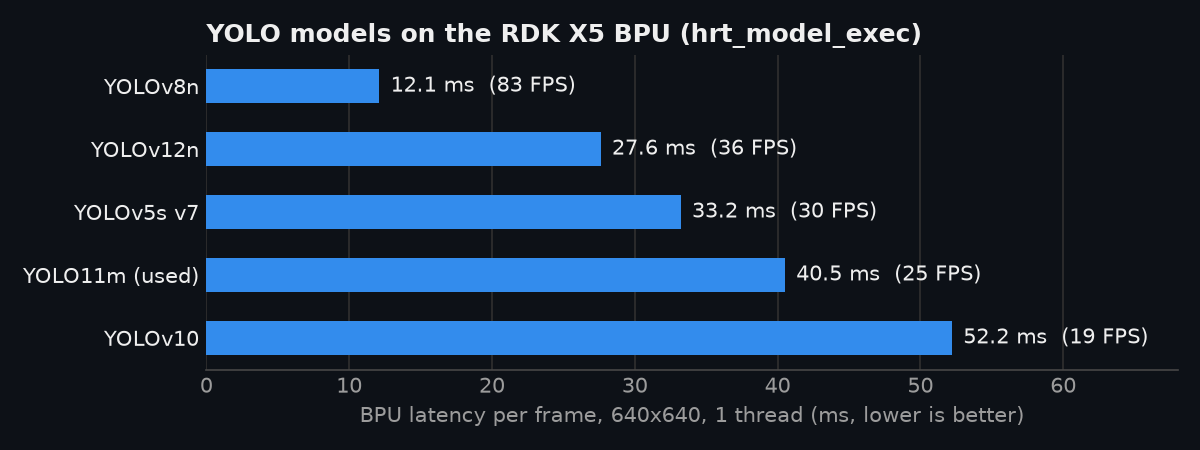 YOLO models on the RDK X5 BPU (hrt_model_exec)
YOLOv8n 12.1 ms (83 FPS)
YOLOv12n 27.6 ms (36 FPS)
YOLOv5s v7 33.2 ms (30 FPS)
YOLO11m (used) 40.5 ms (25 FPS)
YOLOv10 52.2 ms (19 FPS)
0 10 20 30 40 50 60
BPU latency per frame, 640x640, 1 thread (ms, lower is better)